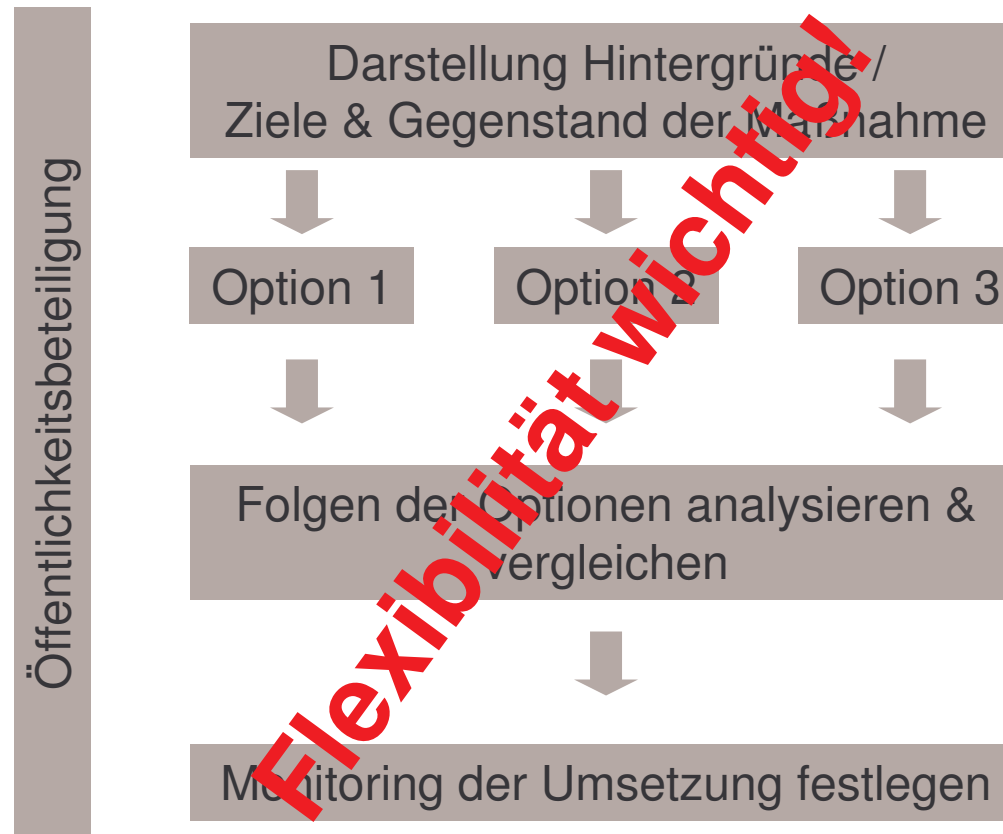 Öffentlichkeitsbeteiligung
Darstellung Hintergründe /
Ziele & Gegenstand der Maßnahme
Option 1
Option 2
Option 3
Folgen der Optionen analysieren &
vergleichen
Monitoring der Umsetzung festlegen
Flexibilität wichtig!